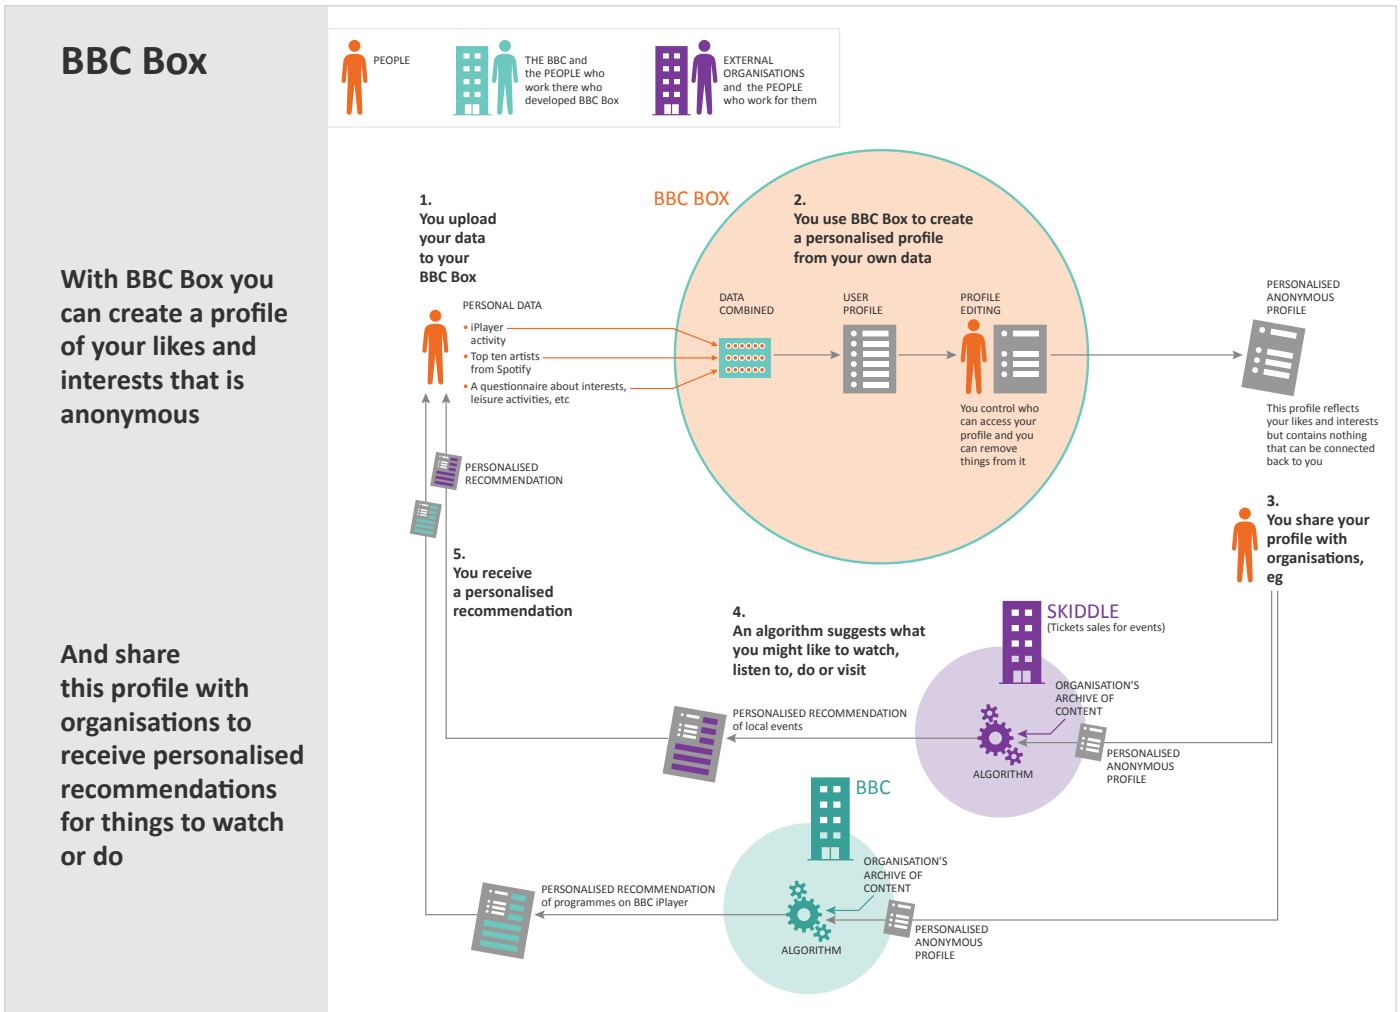 BBC Box
With BBC Box you
can create a profile
of your likes and
interests that is
anonymous
And share
this profile with
organisations to
receive personalised
recommendations
for things to watch
or do
PEOPLE
THE BBC and
the PEOPLE who
work there who
developed BBC Box
EXTERNAL
ORGANISATIONS
and the PEOPLE
who work for them
1.
You upload
your data
to your
BBC Box
PERSONAL DATA
• iPlayer
activity
• Top ten artists
from Spotify
• A questionnaire about interests,
leisure activities, etc
BBC BOX
2.
You use BBC Box to create
a personalised profile
from your own data
DATA
COMBINED
USER
PROFILE
PROFILE
EDITING
You control who
can access your
profile and you
can remove
things from it
PERSONALISED
ANONYMOUS
PROFILE
This profile reflects
your likes and interests
but contains nothing
that can be connected
back to you
3.
You share your
profile with
organisations,
eg
SKIDDLE
(Tickets sales for events)
ORGANISATION'S
ARCHIVE OF
CONTENT
PERSONALISED
ANONYMOUS
PROFILE
ALGORITHM
4.
An algorithm suggests what
you might like to watch,
listen to, do or visit
PERSONALISED RECOMMENDATION
of local events
BBC
ORGANISATION'S
ARCHIVE OF
CONTENT
PERSONALISED
ANONYMOUS
PROFILE
ALGORITHM
PERSONALISED RECOMMENDATION
of programmes on BBC iPlayer
5.
You receive
a personalised
recommendation
PERSONALISED
RECOMMENDATION